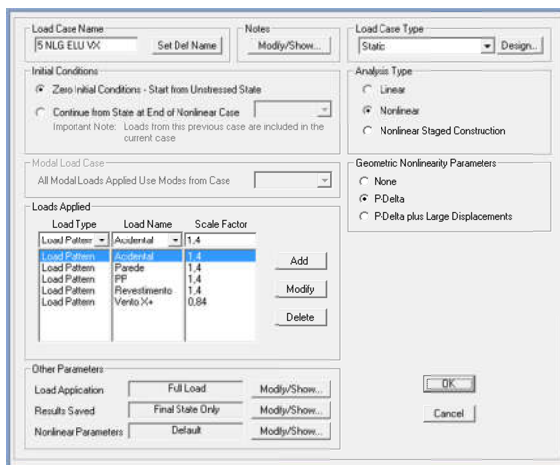 Load Case Name
5 NLG ELU VX
Set Def Name
Notes
Modify/Show...
Load Case Type
Static
Design...
Initial Conditions
Zero Initial Conditions - Start from Unstressed State
Continue from State at End of Nonlinear Case
Important Note: Loads from this previous case are included in the
current case
Analysis Type
Linear
Nonlinear
Nonlinear Staged Construction
Modal Load Case
All Modal Loads Applied Use Modes from Case
Geometric Nonlinearity Parameters
None
P-Delta
P-Delta plus Large Displacements
Loads Applied
Load Type Load Name Scale Factor
Load Pattern Acidental 1,4
Load Pattern Acidental 1,4
Load Pattern Parede 1,4
Load Pattern PP 1,4
Load Pattern Revestimento 1,4
Load Pattern Vento X+ 0,84
Add
Modify
Delete
Other Parameters
Load Application Full Load Modify/Show...
Results Saved Final State Only Modify/Show...
Nonlinear Parameters Default Modify/Show...
OK
Cancel